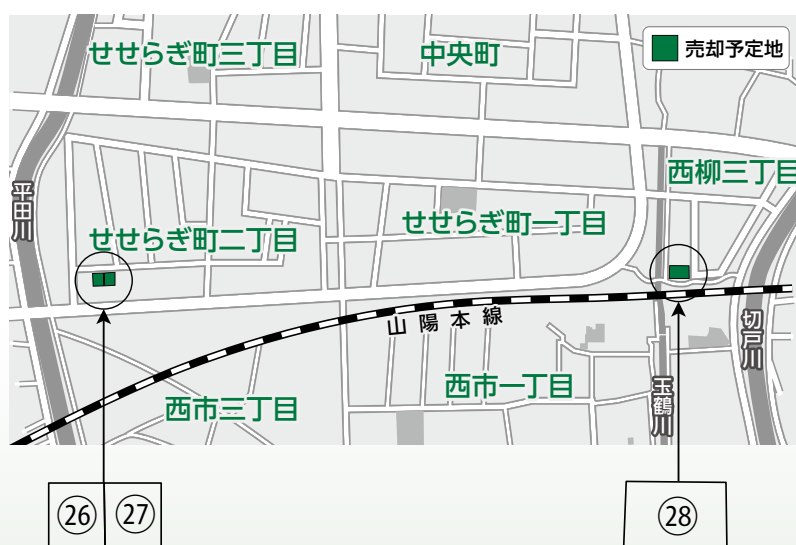 せせらぎ町三丁目
中央町
売却予定地
西柳三丁目
平田川
せせらぎ町二丁目
せせらぎ町一丁目
山陽本線
切戸川
西市三丁目
西市一丁目
玉鶴川
㉖
㉗
㉘